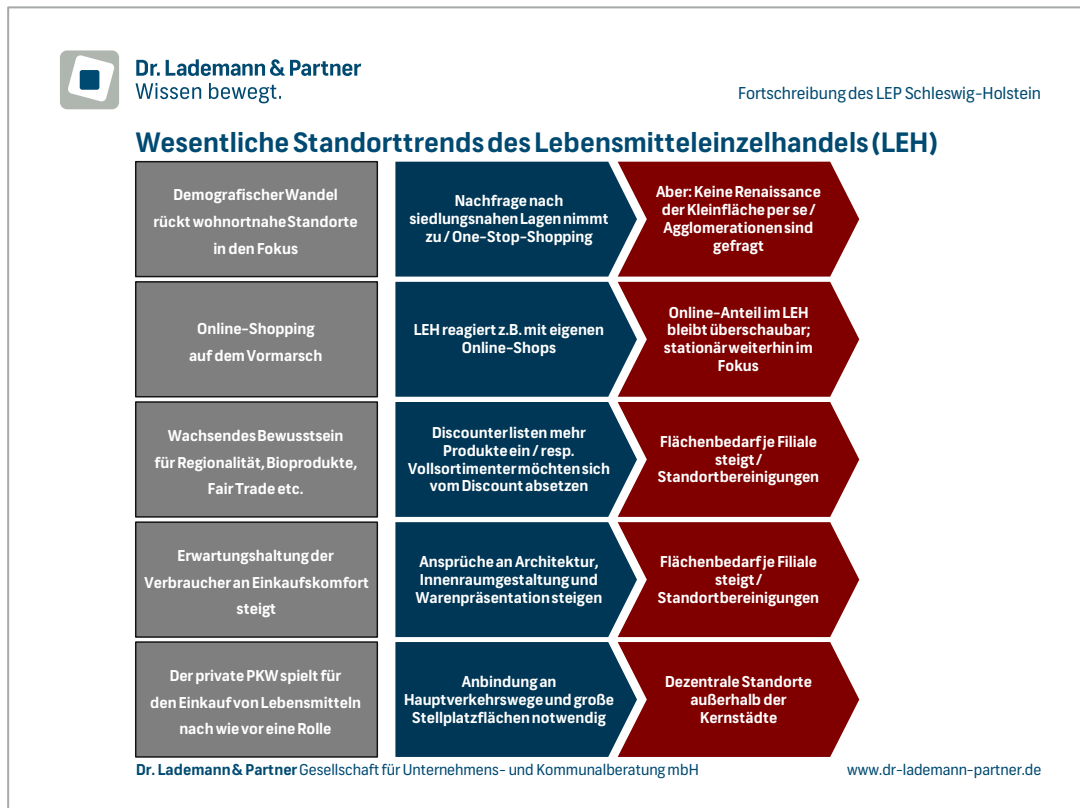 Dr. Lademann & Partner
Wissen bewegt.
Fortschreibung des LEP Schleswig-Holstein
Wesentliche Standorttrends des Lebensmitteleinzelhandels (LEH)
Demografischer Wandel
rückt wohnortnahe Standorte
in den Fokus
Nachfrage nach
siedlungsnahen Lagen nimmt
zu / One-Stop-Shopping
Aber: Keine Renaissance
der Kleinfläche per se /
Agglomerationen sind
gefragt
Online-Shopping
auf dem Vormarsch
LEH reagiert z.B. mit eigenen
Online-Shops
Online-Anteil im LEH
bleibt überschaubar;
stationär weiterhin im
Fokus
Wachsendes Bewusstsein
für Regionalität, Bioprodukte,
Fair Trade etc.
Discounter listen mehr
Produkte ein / resp.
Vollsortimenter möchten sich
vom Discount absetzen
Flächenbedarf je Filiale
steigt /
Standortbereinigungen
Erwartungshaltung der
Verbraucher an Einkaufskomfort
steigt
Ansprüche an Architektur,
Innenraumgestaltung und
Warenpräsentation steigen
Flächenbedarf je Filiale
steigt /
Standortbereinigungen
Der private PKW spielt für
den Einkauf von Lebensmitteln
nach wie vor eine Rolle
Anbindung an
Hauptverkehrswege und große
Stellplatzflächen notwendig
Dezentrale Standorte
außerhalb der
Kernstädte
Dr. Lademann & Partner Gesellschaft für Unternehmens- und Kommunalberatung mbH
www.dr-lademann-partner.de